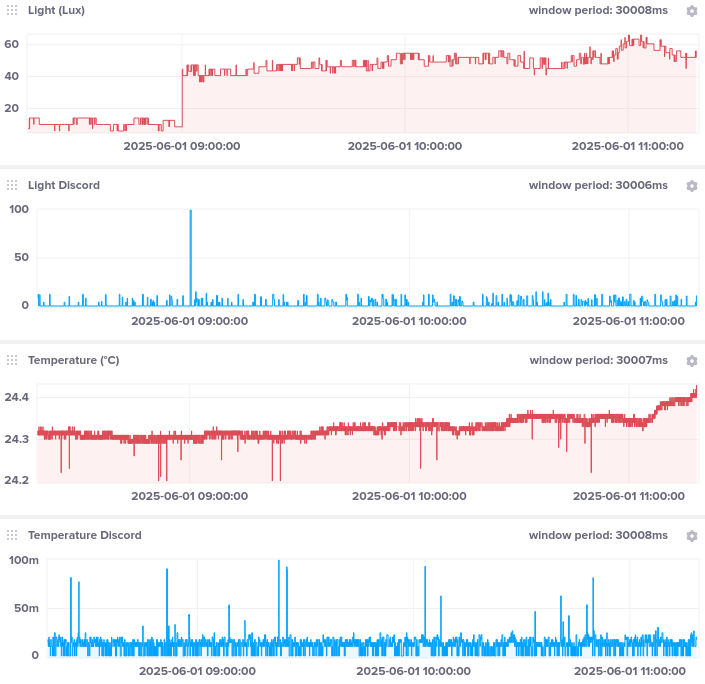 Light (Lux)
window period: 30008ms
60
40
20
2025-06-01 09:00:00
2025-06-01 10:00:00
2025-06-01 11:00:00
Light Discord
window period: 30006ms
100
50
0
2025-06-01 09:00:00
2025-06-01 10:00:00
2025-06-01 11:00:00
Temperature (°C)
window period: 30007ms
24.4
24.3
24.2
2025-06-01 09:00:00
2025-06-01 10:00:00
2025-06-01 11:00:00
Temperature Discord
window period: 30008ms
100m
50m
0
2025-06-01 09:00:00
2025-06-01 10:00:00
2025-06-01 11:00:00